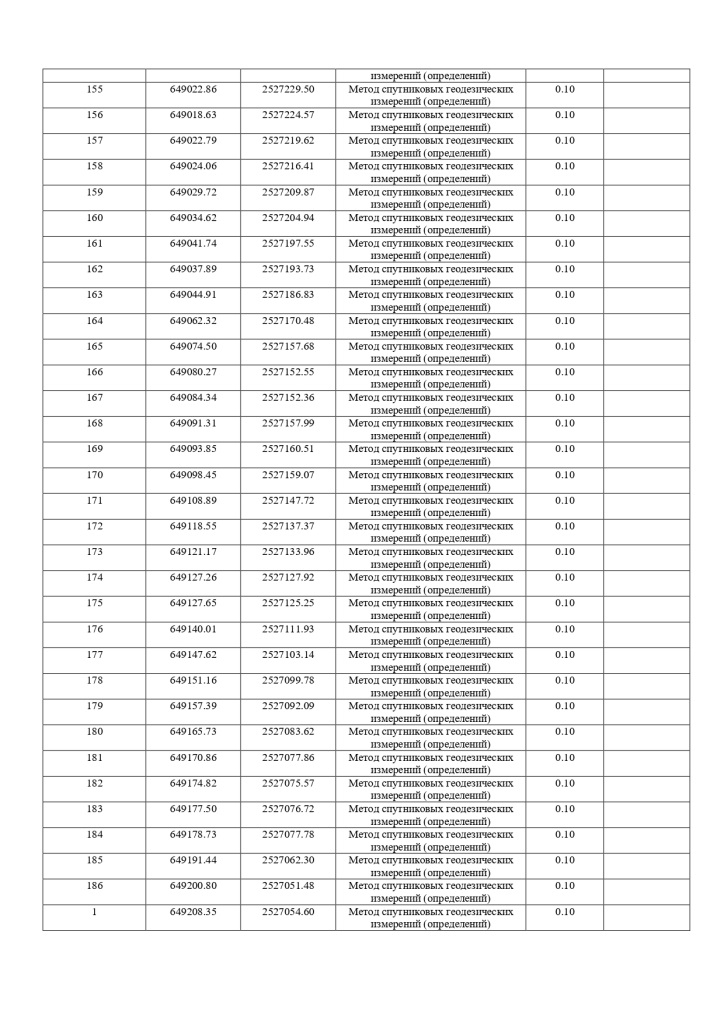 измерений (определений)
155 649022.86 2527229.50 Метод спутниковых геодезических 0.10
измерений (определений)
156 649018.63 2527224.57 Метод спутниковых геодезических 0.10
измерений (определений)
157 649022.79 2527219.62 Метод спутниковых геодезических 0.10
измерений (определений)
158 649024.06 2527216.41 Метод спутниковых геодезических 0.10
измерений (определений)
159 649029.72 2527209.87 Метод спутниковых геодезических 0.10
измерений (определений)
160 649034.62 2527204.94 Метод спутниковых геодезических 0.10
измерений (определений)
161 649041.74 2527197.55 Метод спутниковых геодезических 0.10
измерений (определений)
162 649037.89 2527193.73 Метод спутниковых геодезических 0.10
измерений (определений)
163 649044.91 2527186.83 Метод спутниковых геодезических 0.10
измерений (определений)
164 649062.32 2527170.48 Метод спутниковых геодезических 0.10
измерений (определений)
165 649074.50 2527157.68 Метод спутниковых геодезических 0.10
измерений (определений)
166 649080.27 2527152.55 Метод спутниковых геодезических 0.10
измерений (определений)
167 649084.34 2527152.36 Метод спутниковых геодезических 0.10
измерений (определений)
168 649091.31 2527157.99 Метод спутниковых геодезических 0.10
измерений (определений)
169 649093.85 2527160.51 Метод спутниковых геодезических 0.10
измерений (определений)
170 649098.45 2527159.07 Метод спутниковых геодезических 0.10
измерений (определений)
171 649108.89 2527147.72 Метод спутниковых геодезических 0.10
измерений (определений)
172 649118.55 2527137.37 Метод спутниковых геодезических 0.10
измерений (определений)
173 649121.17 2527133.96 Метод спутниковых геодезических 0.10
измерений (определений)
174 649127.26 2527127.92 Метод спутниковых геодезических 0.10
измерений (определений)
175 649127.65 2527125.25 Метод спутниковых геодезических 0.10
измерений (определений)
176 649140.01 2527111.93 Метод спутниковых геодезических 0.10
измерений (определений)
177 649147.62 2527103.14 Метод спутниковых геодезических 0.10
измерений (определений)
178 649151.16 2527099.78 Метод спутниковых геодезических 0.10
измерений (определений)
179 649157.39 2527092.09 Метод спутниковых геодезических 0.10
измерений (определений)
180 649165.73 2527083.62 Метод спутниковых геодезических 0.10
измерений (определений)
181 649170.86 2527077.86 Метод спутниковых геодезических 0.10
измерений (определений)
182 649174.82 2527075.57 Метод спутниковых геодезических 0.10
измерений (определений)
183 649177.50 2527076.72 Метод спутниковых геодезических 0.10
измерений (определений)
184 649178.73 2527077.78 Метод спутниковых геодезических 0.10
измерений (определений)
185 649191.44 2527062.30 Метод спутниковых геодезических 0.10
измерений (определений)
186 649200.80 2527051.48 Метод спутниковых геодезических 0.10
измерений (определений)
1 649208.35 2527054.60 Метод спутниковых геодезических 0.10
измерений (определений)